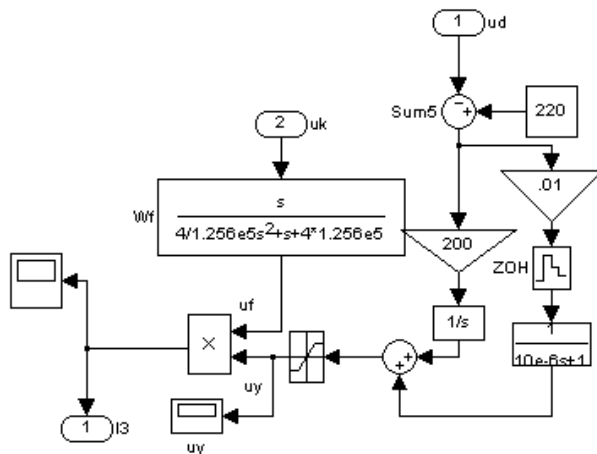 1
ud
Sum5
220
2
uk
.01
Wf
s
4/1.256e5s²+s+4*1.256e5
200
ZOH
uf
1/s
10e-6s+1
×
uy
1
I3
uy